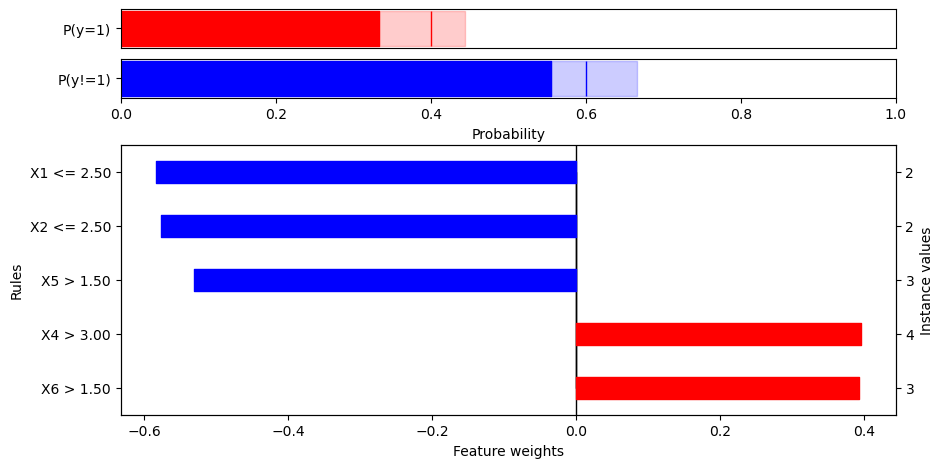 P(y=1)
P(y!=1)
0.0 0.2 0.4 0.6 0.8 1.0
Probability
X1 <= 2.50 2
X2 <= 2.50 2
X5 > 1.50 3
X4 > 3.00 4
X6 > 1.50 3
Rules
Instance values
−0.6 −0.4 −0.2 0.0 0.2 0.4
Feature weights